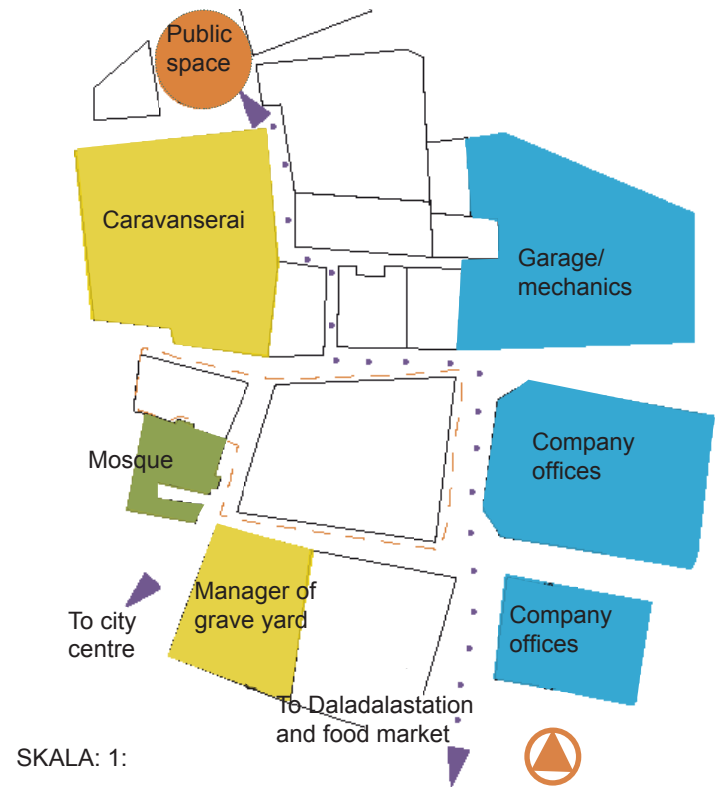 Public
space
Caravanserai
Garage/
mechanics
Company
offices
Mosque
Manager of
grave yard
Company
offices
To city
centre
To Daladalastation
and food market
SKALA: 1: